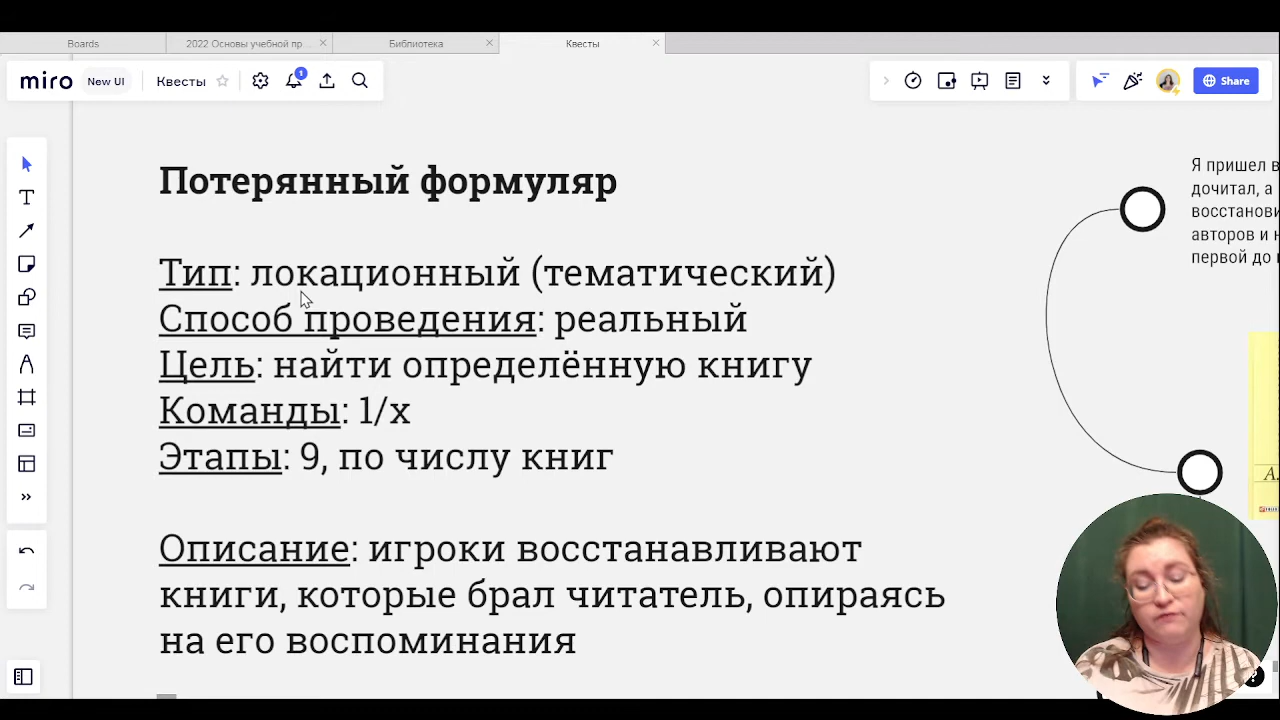 Boards
2022 Основы учебной пр...
Библиотека
Квесты
miro
New UI
Квесты
1
Share
Потерянный формуляр
Тип: локационный (тематический)
Способ проведения: реальный
Цель: найти определённую книгу
Команды: 1/х
Этапы: 9, по числу книг
Описание: игроки восстанавливают
книги, которые брал читатель, опираясь
на его воспоминания
Я пришел в
дочитал, а
восстанови
авторов и н
первой до
А.
?